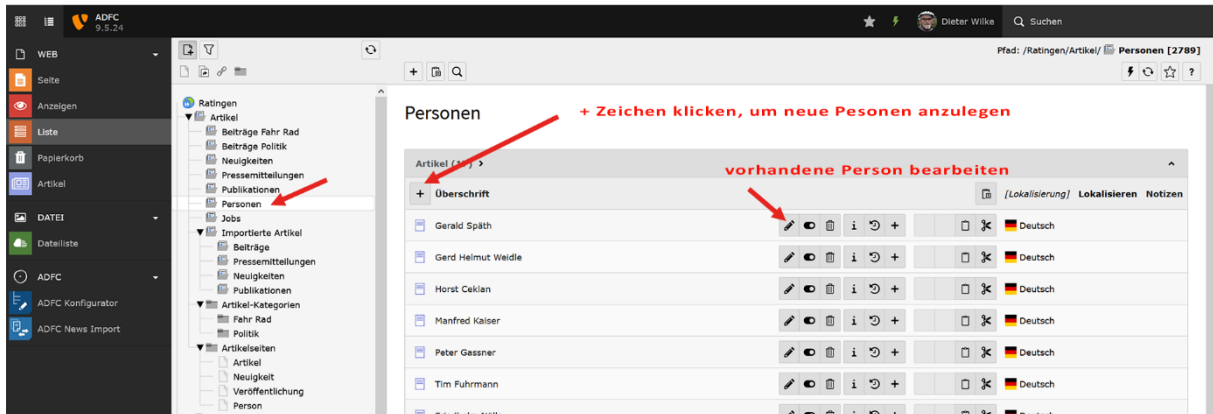 ADFC
9.5.24
Dieter Wilke
Suchen
WEB
Seite
Anzeigen
Liste
Papierkorb
Artikel
DATEI
Dateiliste
ADFC
ADFC Konfigurator
ADFC News Import
Ratingen
Artikel
Beiträge Fahr Rad
Beiträge Politik
Neuigkeiten
Pressemitteilungen
Publikationen
Personen
Jobs
Importierte Artikel
Beiträge
Pressemitteilungen
Neuigkeiten
Publikationen
Artikel-Kategorien
Fahr Rad
Politik
Artikelseiten
Artikel
Neuigkeit
Veröffentlichung
Person
Pfad: /Ratingen/Artikel/ Personen [2789]
Personen
+ Zeichen klicken, um neue Pesonen anzulegen
Artikel
vorhandene Person bearbeiten
Überschrift [Lokalisierung] Lokalisieren Notizen
Gerald Späth Deutsch
Gerd Helmut Weidle Deutsch
Horst Ceklan Deutsch
Manfred Kaiser Deutsch
Peter Gassner Deutsch
Tim Fuhrmann Deutsch